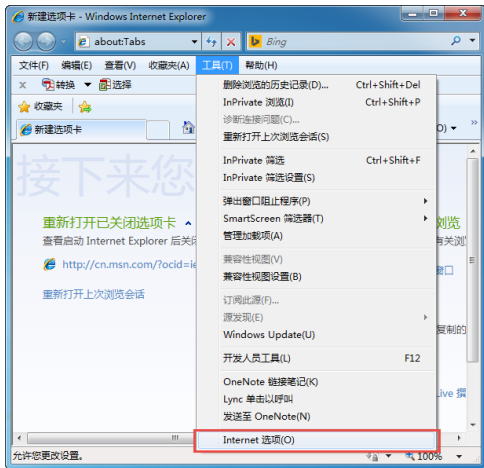 新建选项卡 - Windows Internet Explorer
about:Tabs
Bing
文件(F) 编辑(E) 查看(V) 收藏夹(A) 工具(T) 帮助(H)
x 转换 选择
收藏夹
新建选项卡
O)
»
接下来您
重新打开已关闭选项卡
查看启动 Internet Explorer 后关闭
http://cn.msn.com/?ocid=ie
重新打开上次浏览会话
删除浏览的历史记录(D)... Ctrl+Shift+Del
InPrivate 浏览(I) Ctrl+Shift+P
诊断连接问题(C)...
重新打开上次浏览会话(S)
InPrivate 筛选 Ctrl+Shift+F
InPrivate 筛选设置(S)
弹出窗口阻止程序(P)
SmartScreen 筛选器(T)
管理加载项(A)
兼容性视图(V)
兼容性视图设置(B)
订阅此源(F)...
源发现(E)
Windows Update(U)
开发人员工具(L) F12
OneNote 链接笔记(K)
Lync 单击以呼叫
发送至 OneNote(N)
Internet 选项(O)
浏览
有关浏
窗口
复制的
Live 撰
允许您更改设置。
100%